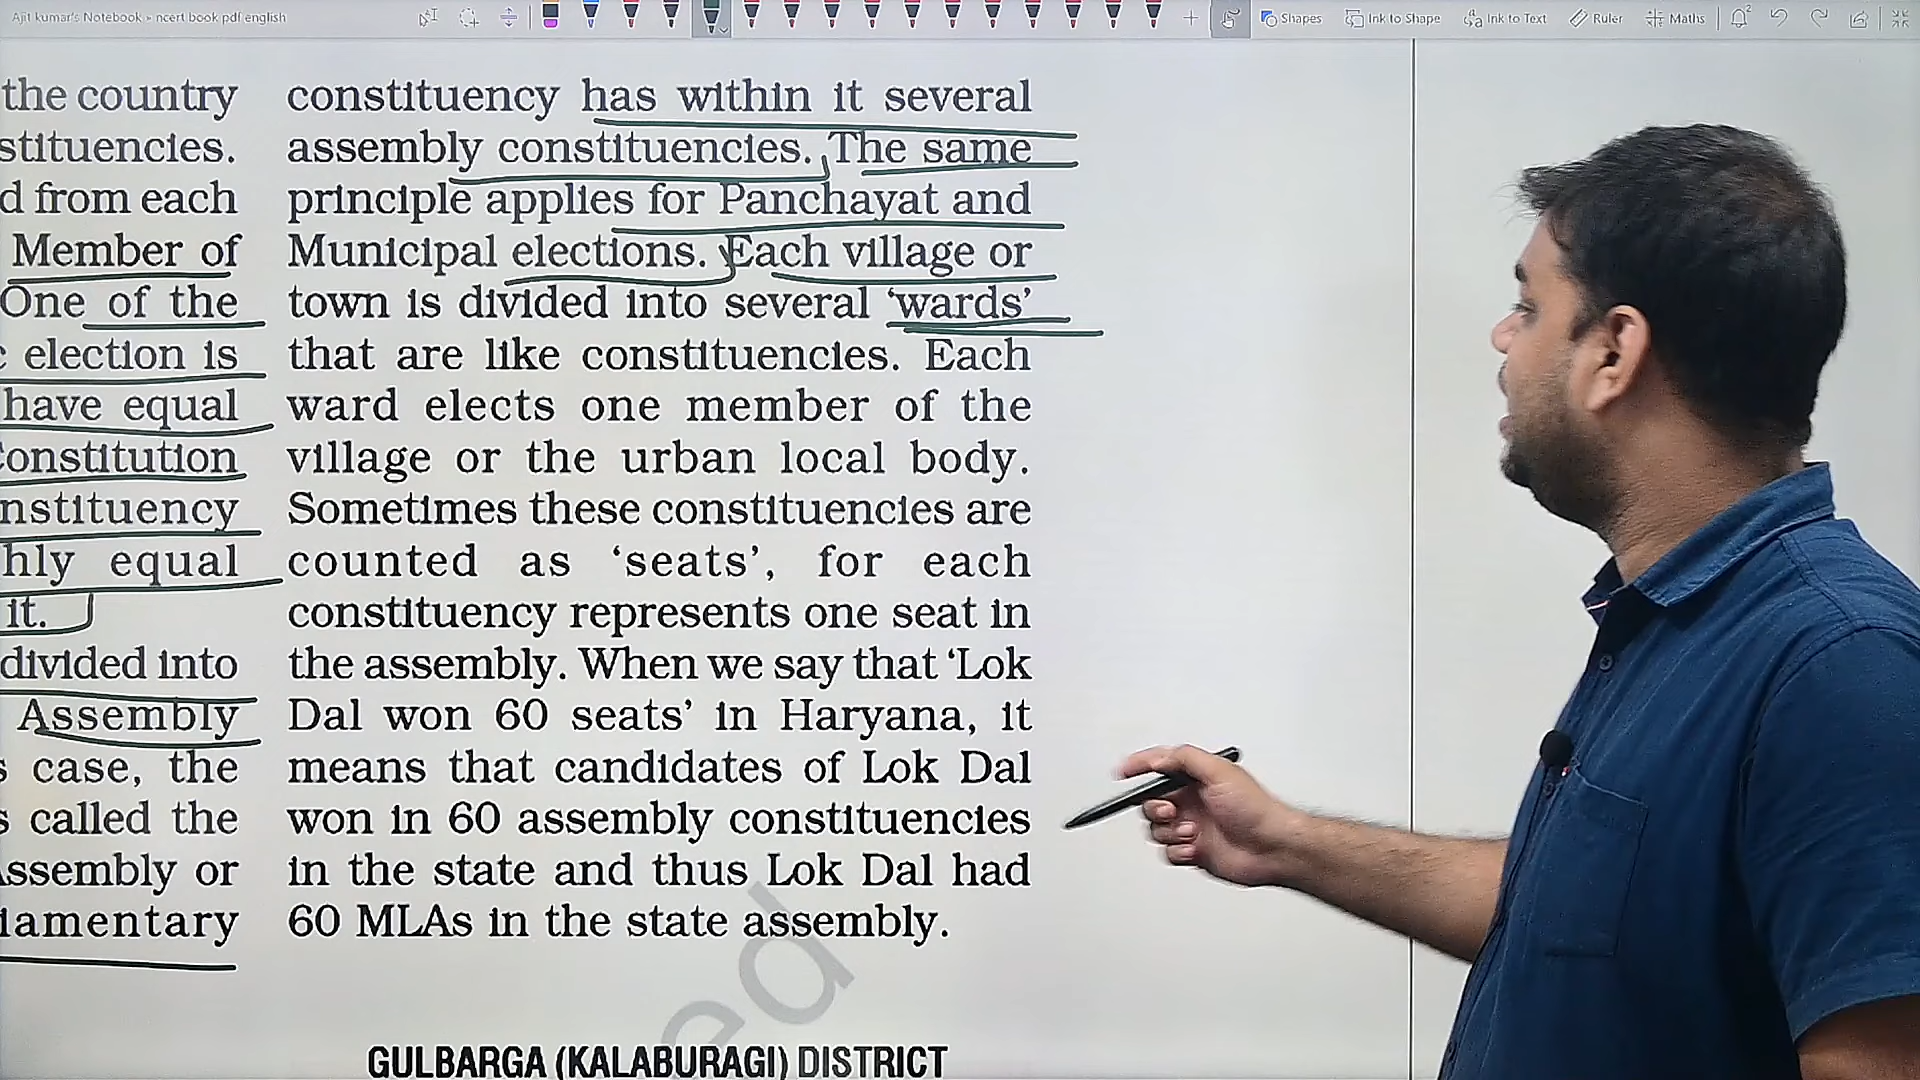 Ajit kumar's Notebook » ncert book pdf english
Shapes
Ink to Shape
Ink to Text
Ruler
Maths
the country
stituencies.
d from each
Member of
One of the
election is
have equal
onstitution
nstituency
hly equal
it.
divided into
Assembly
s case, the
s called the
Assembly or
iamentary
constituency has within it several
assembly constituencies. The same
principle applies for Panchayat and
Municipal elections. Each village or
town is divided into several ‘wards’
that are like constituencies. Each
ward elects one member of the
village or the urban local body.
Sometimes these constituencies are
counted as ‘seats’, for each
constituency represents one seat in
the assembly. When we say that ‘Lok
Dal won 60 seats’ in Haryana, it
means that candidates of Lok Dal
won in 60 assembly constituencies
in the state and thus Lok Dal had
60 MLAs in the state assembly.
ed
GULBARGA (KALABURAGI) DISTRICT